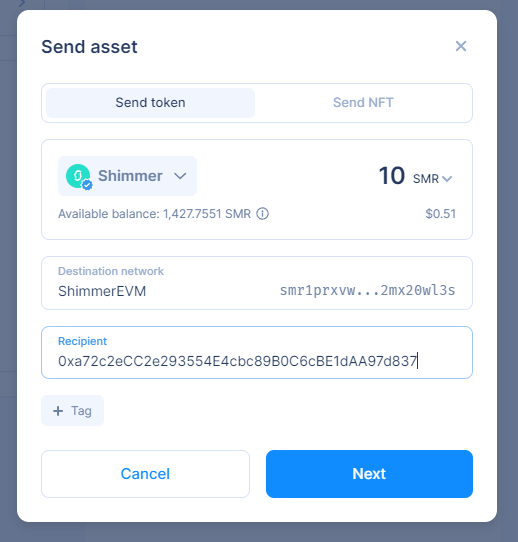 Send asset
Send token
Send NFT
Shimmer
10 SMR
Available balance: 1,427.7551 SMR
$0.51
Destination network
ShimmerEVM
smr1prxvw...2mx20wl3s
Recipient
0xa72c2eCC2e293554E4cbc89B0C6cBE1dAA97d837
+ Tag
Cancel
Next